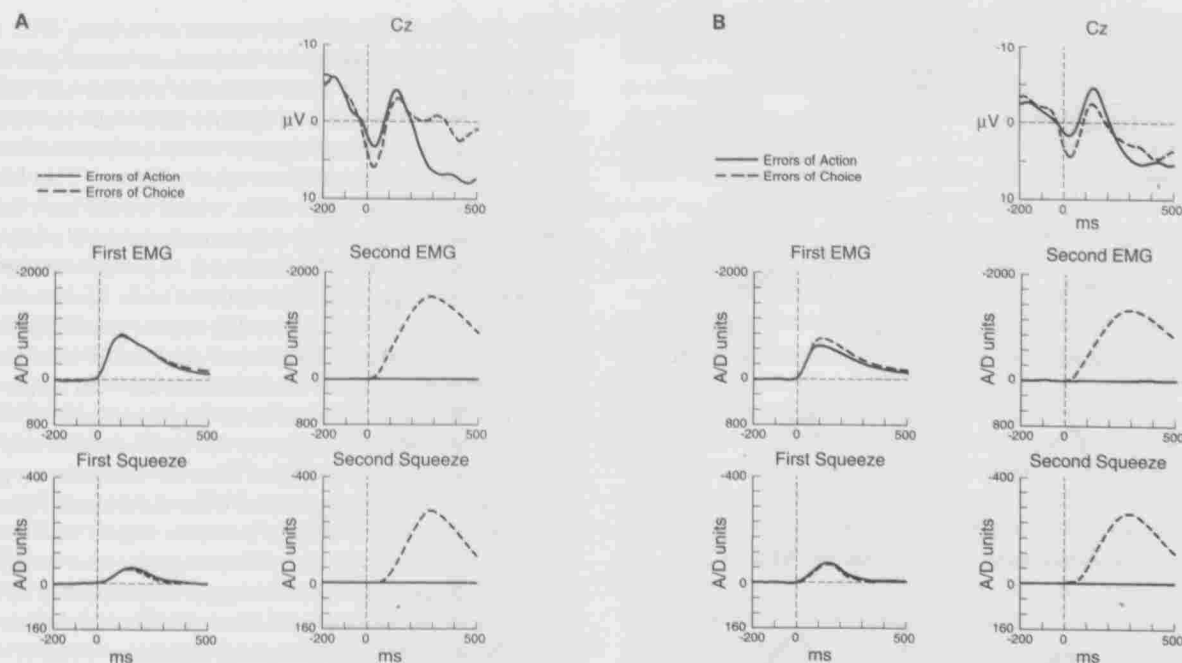 A
Cz
-10
μV 0
10
-200 0 500
Errors of Action
Errors of Choice
First EMG
-2000
A/D units
0
800
-200 0 500
Second EMG
-2000
A/D units
0
800
-200 0 500
First Squeeze
-400
A/D units
0
160
-200 0 500
ms
Second Squeeze
-400
A/D units
0
160
-200 0 500
ms
B
Cz
-10
μV 0
10
-200 0 500
ms
Errors of Action
Errors of Choice
First EMG
-2000
A/D units
0
800
-200 0 500
Second EMG
-2000
A/D units
0
800
-200 0 500
First Squeeze
-400
A/D units
0
160
-200 0 500
ms
Second Squeeze
-400
A/D units
0
160
-200 0 500
ms